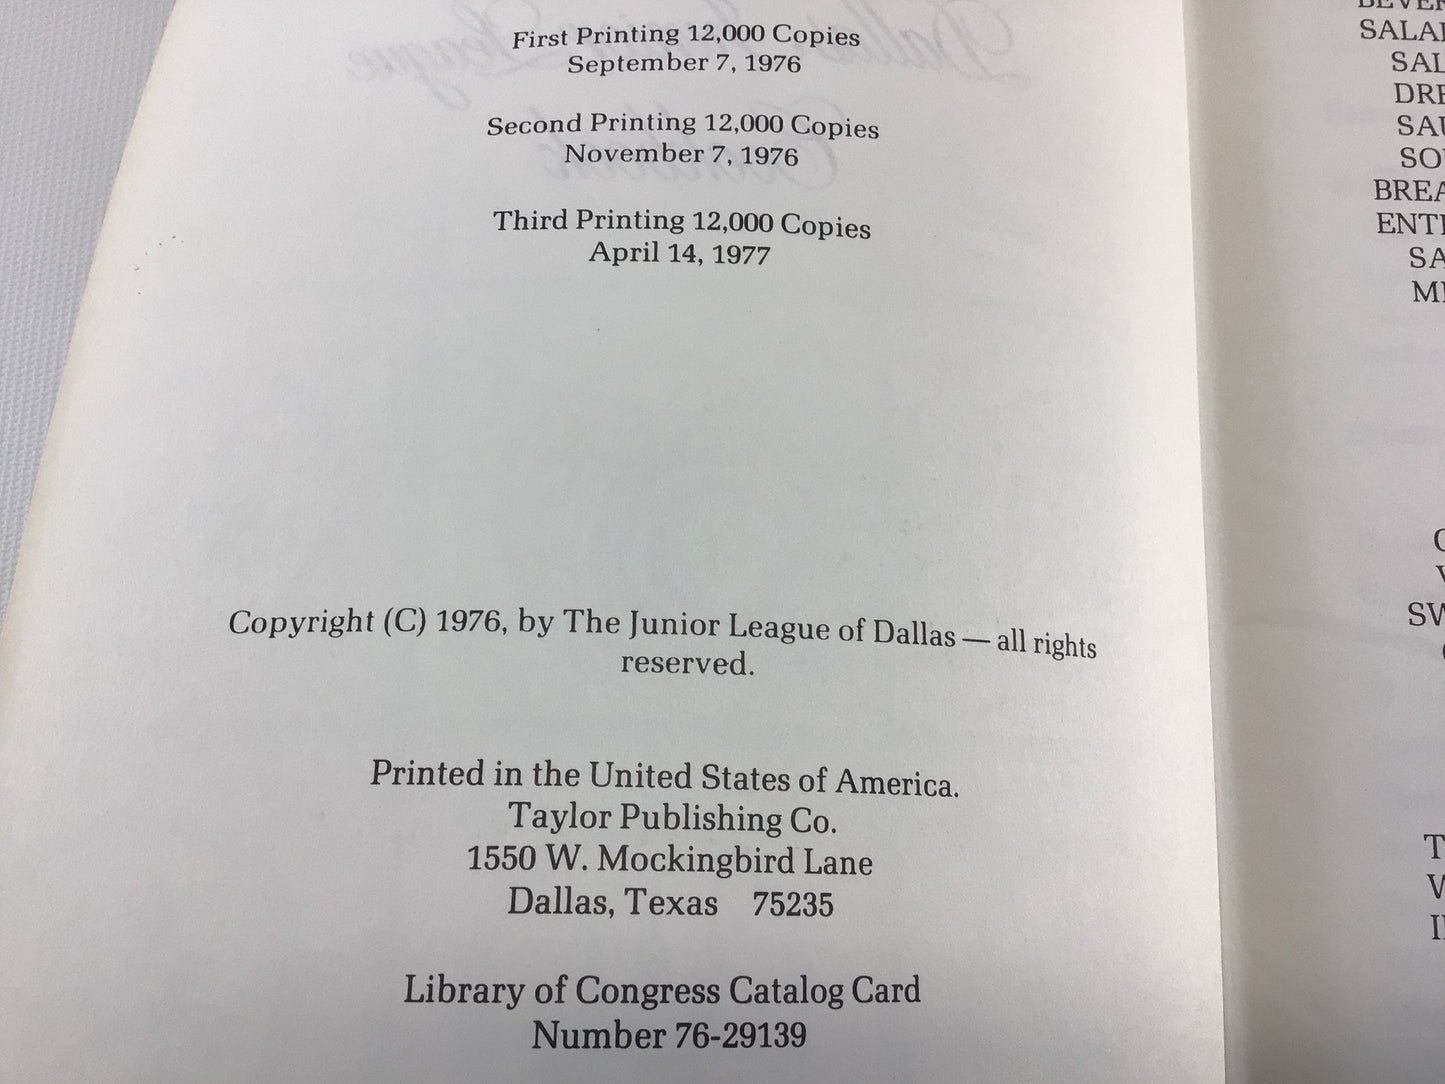 First Printing 12,000 Copies
September 7, 1976
Second Printing 12,000 Copies
November 7, 1976
Third Printing 12,000 Copies
April 14, 1977
Copyright (C) 1976, by The Junior League of Dallas — all rights
reserved.
Printed in the United States of America.
Taylor Publishing Co.
1550 W. Mockingbird Lane
Dallas, Texas 75235
Library of Congress Catalog Card
Number 76-29139